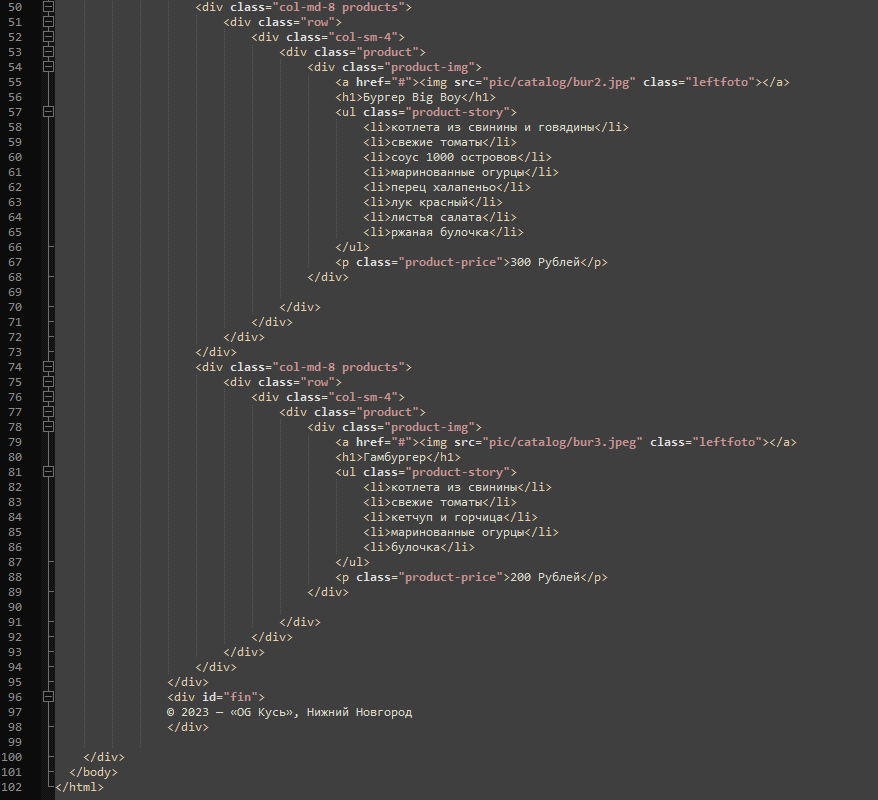 50 <div class="col-md-8 products">
51 <div class="row">
52 <div class="col-sm-4">
53 <div class="product">
54 <div class="product-img">
55 <a href="#"><img src="pic/catalog/bur2.jpg" class="leftfoto"></a>
56 <h1>Бургер Big Boy</h1>
57 <ul class="product-story">
58 <li>котлета из свинины и говядины</li>
59 <li>свежие томаты</li>
60 <li>соус 1000 островов</li>
61 <li>маринованные огурцы</li>
62 <li>перец халапеньо</li>
63 <li>лук красный</li>
64 <li>листья салата</li>
65 <li>ржаная булочка</li>
66 </ul>
67 <p class="product-price">300 Рублей</p>
68 </div>
69
70 </div>
71 </div>
72 </div>
73 </div>
74 <div class="col-md-8 products">
75 <div class="row">
76 <div class="col-sm-4">
77 <div class="product">
78 <div class="product-img">
79 <a href="#"><img src="pic/catalog/bur3.jpeg" class="leftfoto"></a>
80 <h1>Гамбургер</h1>
81 <ul class="product-story">
82 <li>котлета из свинины</li>
83 <li>свежие томаты</li>
84 <li>кетчуп и горчица</li>
85 <li>маринованные огурцы</li>
86 <li>булочка</li>
87 </ul>
88 <p class="product-price">200 Рублей</p>
89 </div>
90
91 </div>
92 </div>
93 </div>
94 </div>
95 </div>
96 <div id="fin">
97 © 2023 — «OG Кусь», Нижний Новгород
98 </div>
99
100 </div>
101 </body>
102 </html>